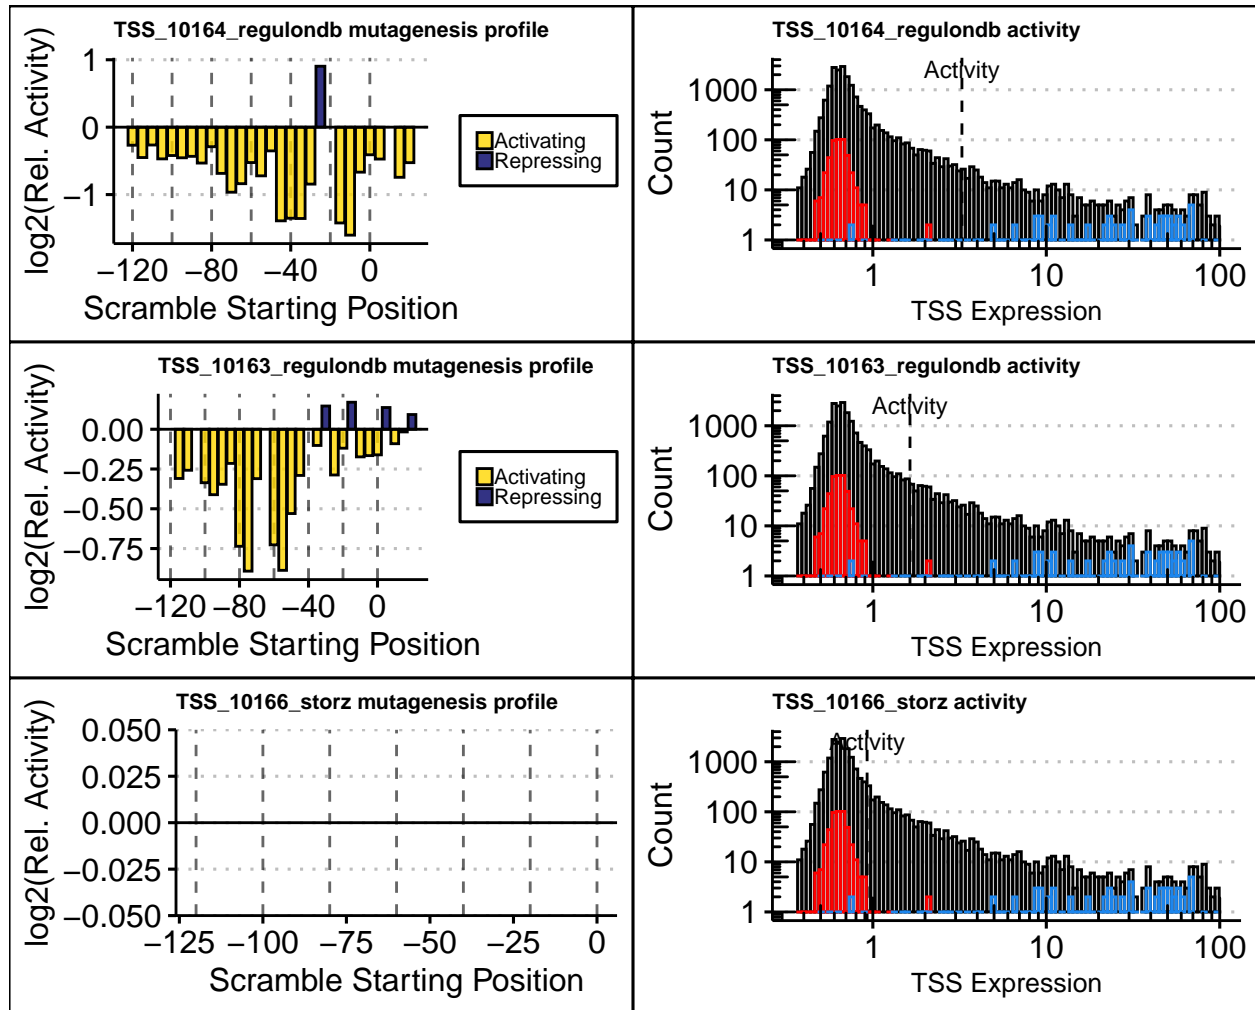 TSS_10164_regulondb mutagenesis profile
log2(Rel. Activity)
1
0
−1
−120 −80 −40 0
Scramble Starting Position
Activating
Repressing
TSS_10164_regulondb activity
Activity
Count
1000
100
10
1
1 10 100
TSS Expression
TSS_10163_regulondb mutagenesis profile
log2(Rel. Activity)
0.00
−0.25
−0.50
−0.75
−120 −80 −40 0
Scramble Starting Position
Activating
Repressing
TSS_10163_regulondb activity
Activity
Count
1000
100
10
1
1 10 100
TSS Expression
TSS_10166_storz mutagenesis profile
log2(Rel. Activity)
0.050
0.025
0.000
−0.025
−0.050
−125 −100 −75 −50 −25 0
Scramble Starting Position
TSS_10166_storz activity
Activity
Count
1000
100
10
1
1 10 100
TSS Expression